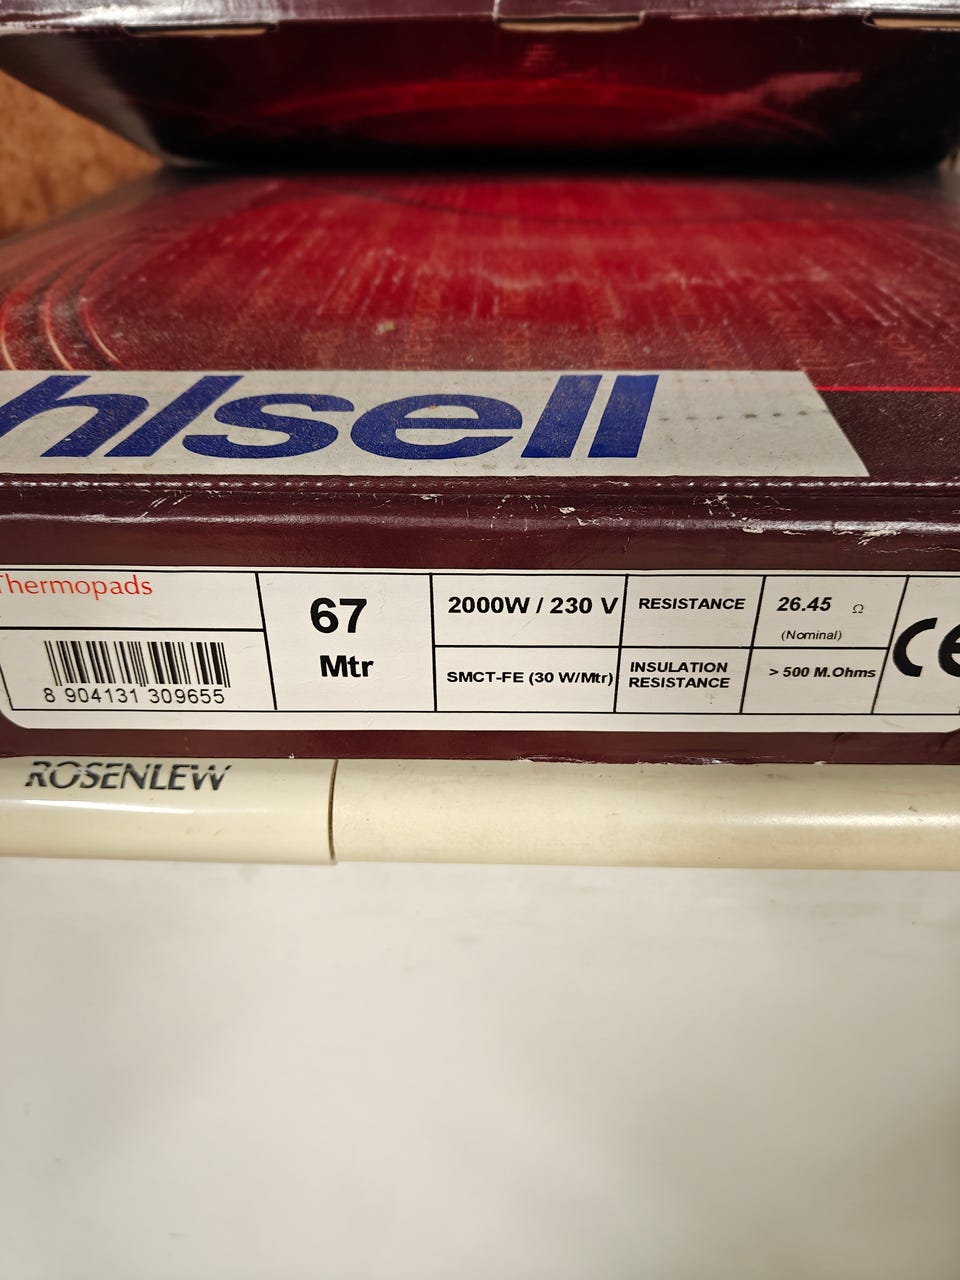 hlsell
Thermopads
8 904131 309655
67
Mtr
2000W / 230 V
SMCT-FE (30 W/Mtr)
RESISTANCE
26.45 Ω
(Nominal)
INSULATION
RESISTANCE
> 500 M.Ohms
CE
ROSENLEW